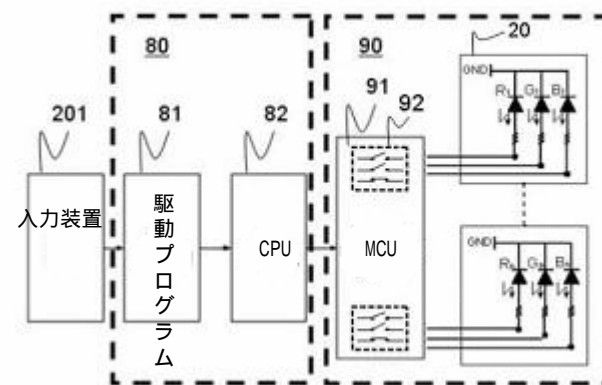 80
90
20
GND
R₁ G₁ B₁
201
81
82
91
92
入力装置
駆動プログラム
CPU
MCU
GND
Rₙ Gₙ Bₙ